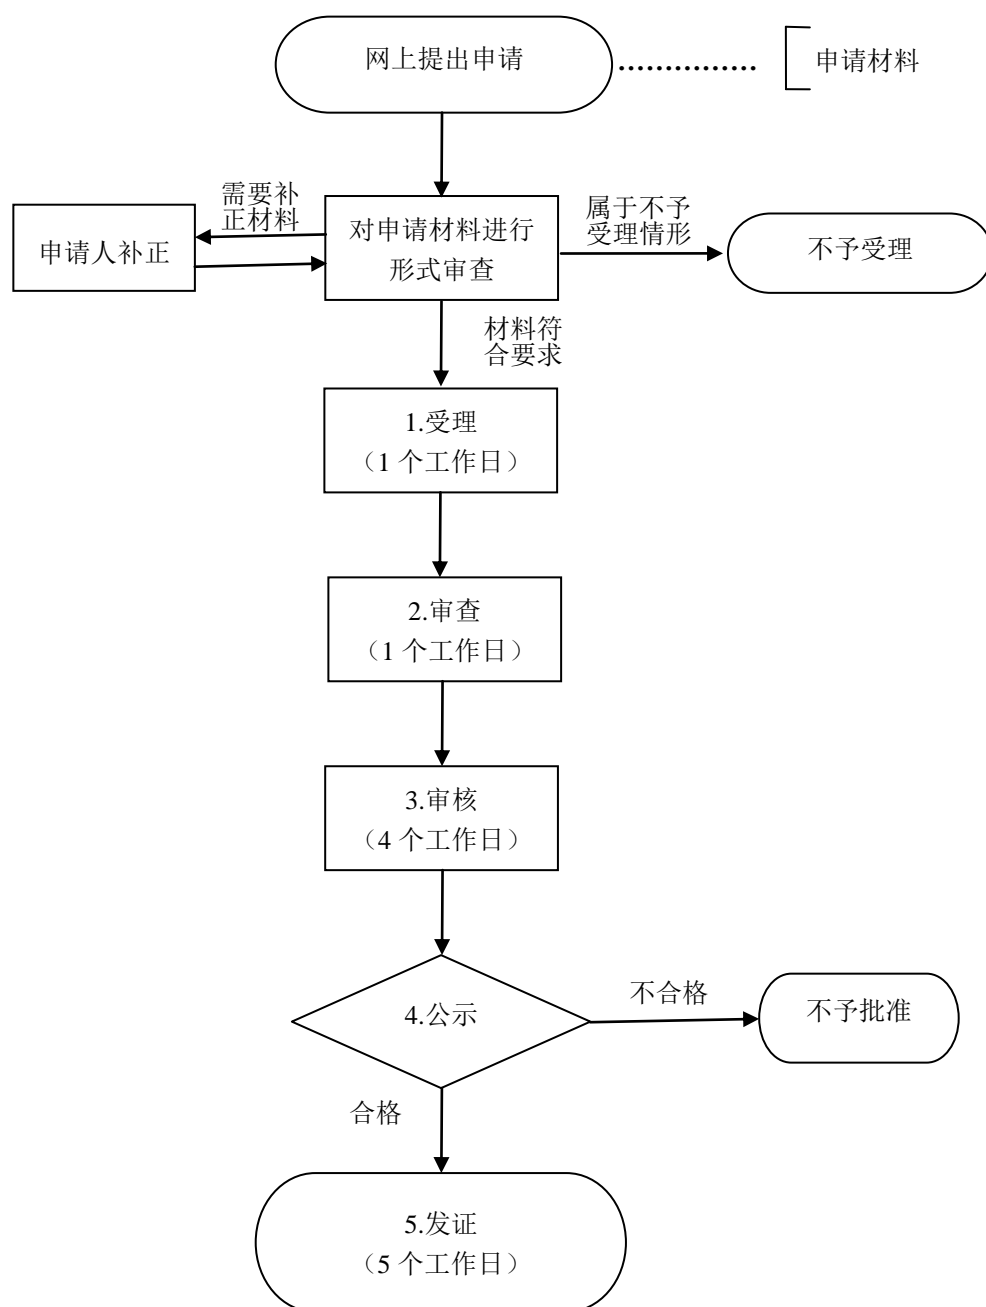 网上提出申请
申请材料
需要补
正材料
申请人补正
对申请材料进行
形式审查
属于不予
受理情形
不予受理
材料符
合要求
1.受理
（1 个工作日）
2.审查
（1 个工作日）
3.审核
（4 个工作日）
4.公示
不合格
不予批准
合格
5.发证
（5 个工作日）